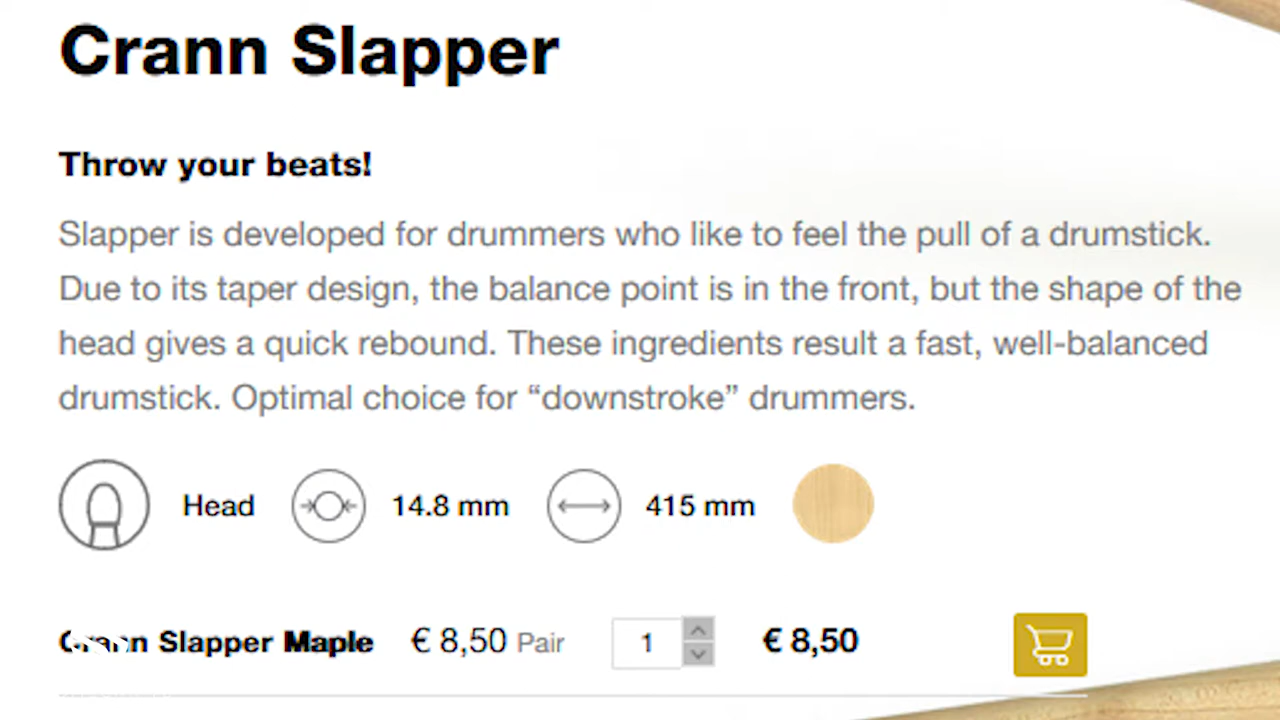 Crann Slapper
Throw your beats!
Slapper is developed for drummers who like to feel the pull of a drumstick.
Due to its taper design, the balance point is in the front, but the shape of the
head gives a quick rebound. These ingredients result a fast, well-balanced
drumstick. Optimal choice for “downstroke” drummers.
Head 14.8 mm 415 mm
Crann Slapper Maple € 8,50 Pair 1 € 8,50